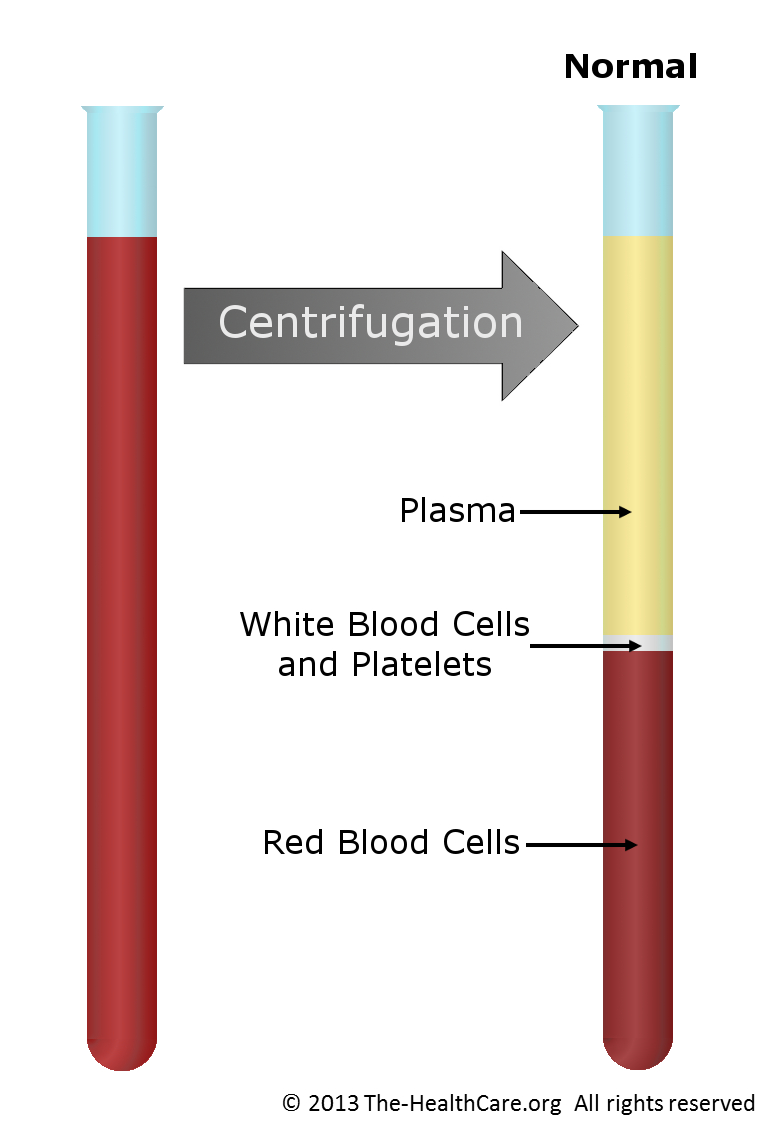 Normal
Centrifugation
Plasma
White Blood Cells
and Platelets
Red Blood Cells
© 2013 The-HealthCare.org  All rights reserved